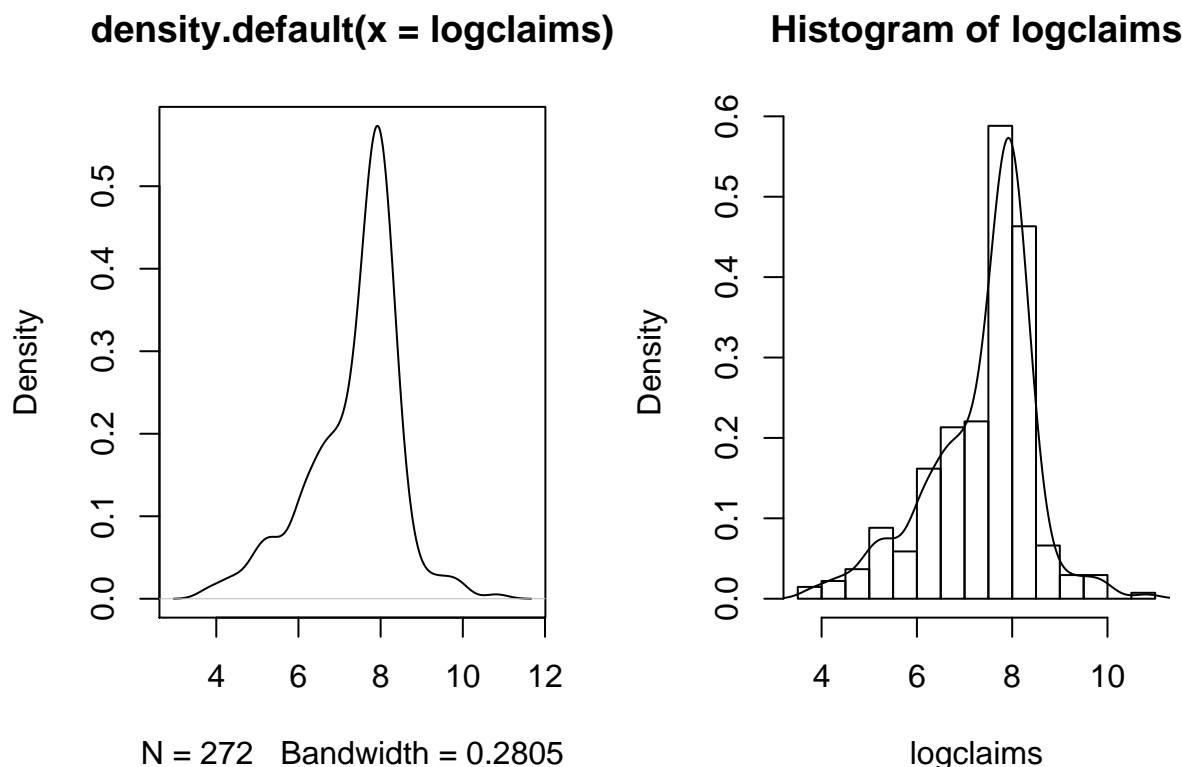 density.default(x = logclaims)
Density
0.0 0.1 0.2 0.3 0.4 0.5
4 6 8 10 12
N = 272 Bandwidth = 0.2805
Histogram of logclaims
Density
0.0 0.1 0.2 0.3 0.4 0.5 0.6
4 6 8 10
logclaims